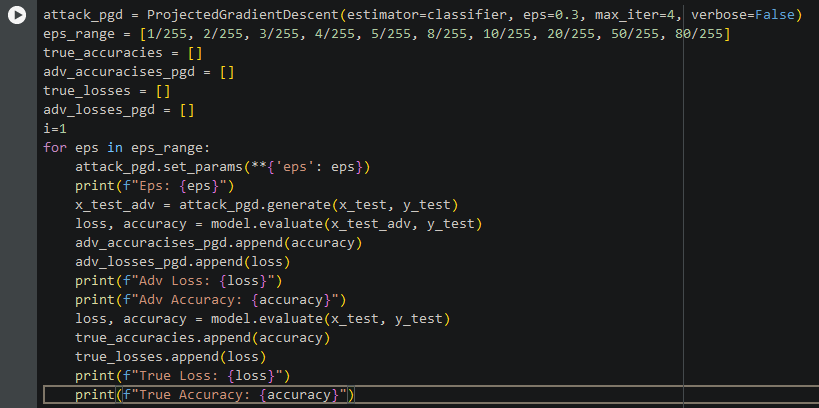 attack_pgd = ProjectedGradientDescent(estimator=classifier, eps=0.3, max_iter=4, verbose=False)
eps_range = [1/255, 2/255, 3/255, 4/255, 5/255, 8/255, 10/255, 20/255, 50/255, 80/255]
true_accuracies = []
adv_accuracises_pgd = []
true_losses = []
adv_losses_pgd = []
i=1
for eps in eps_range:
    attack_pgd.set_params(**{'eps': eps})
    print(f"Eps: {eps}")
    x_test_adv = attack_pgd.generate(x_test, y_test)
    loss, accuracy = model.evaluate(x_test_adv, y_test)
    adv_accuracises_pgd.append(accuracy)
    adv_losses_pgd.append(loss)
    print(f"Adv Loss: {loss}")
    print(f"Adv Accuracy: {accuracy}")
    loss, accuracy = model.evaluate(x_test, y_test)
    true_accuracies.append(accuracy)
    true_losses.append(loss)
    print(f"True Loss: {loss}")
    print(f"True Accuracy: {accuracy}")